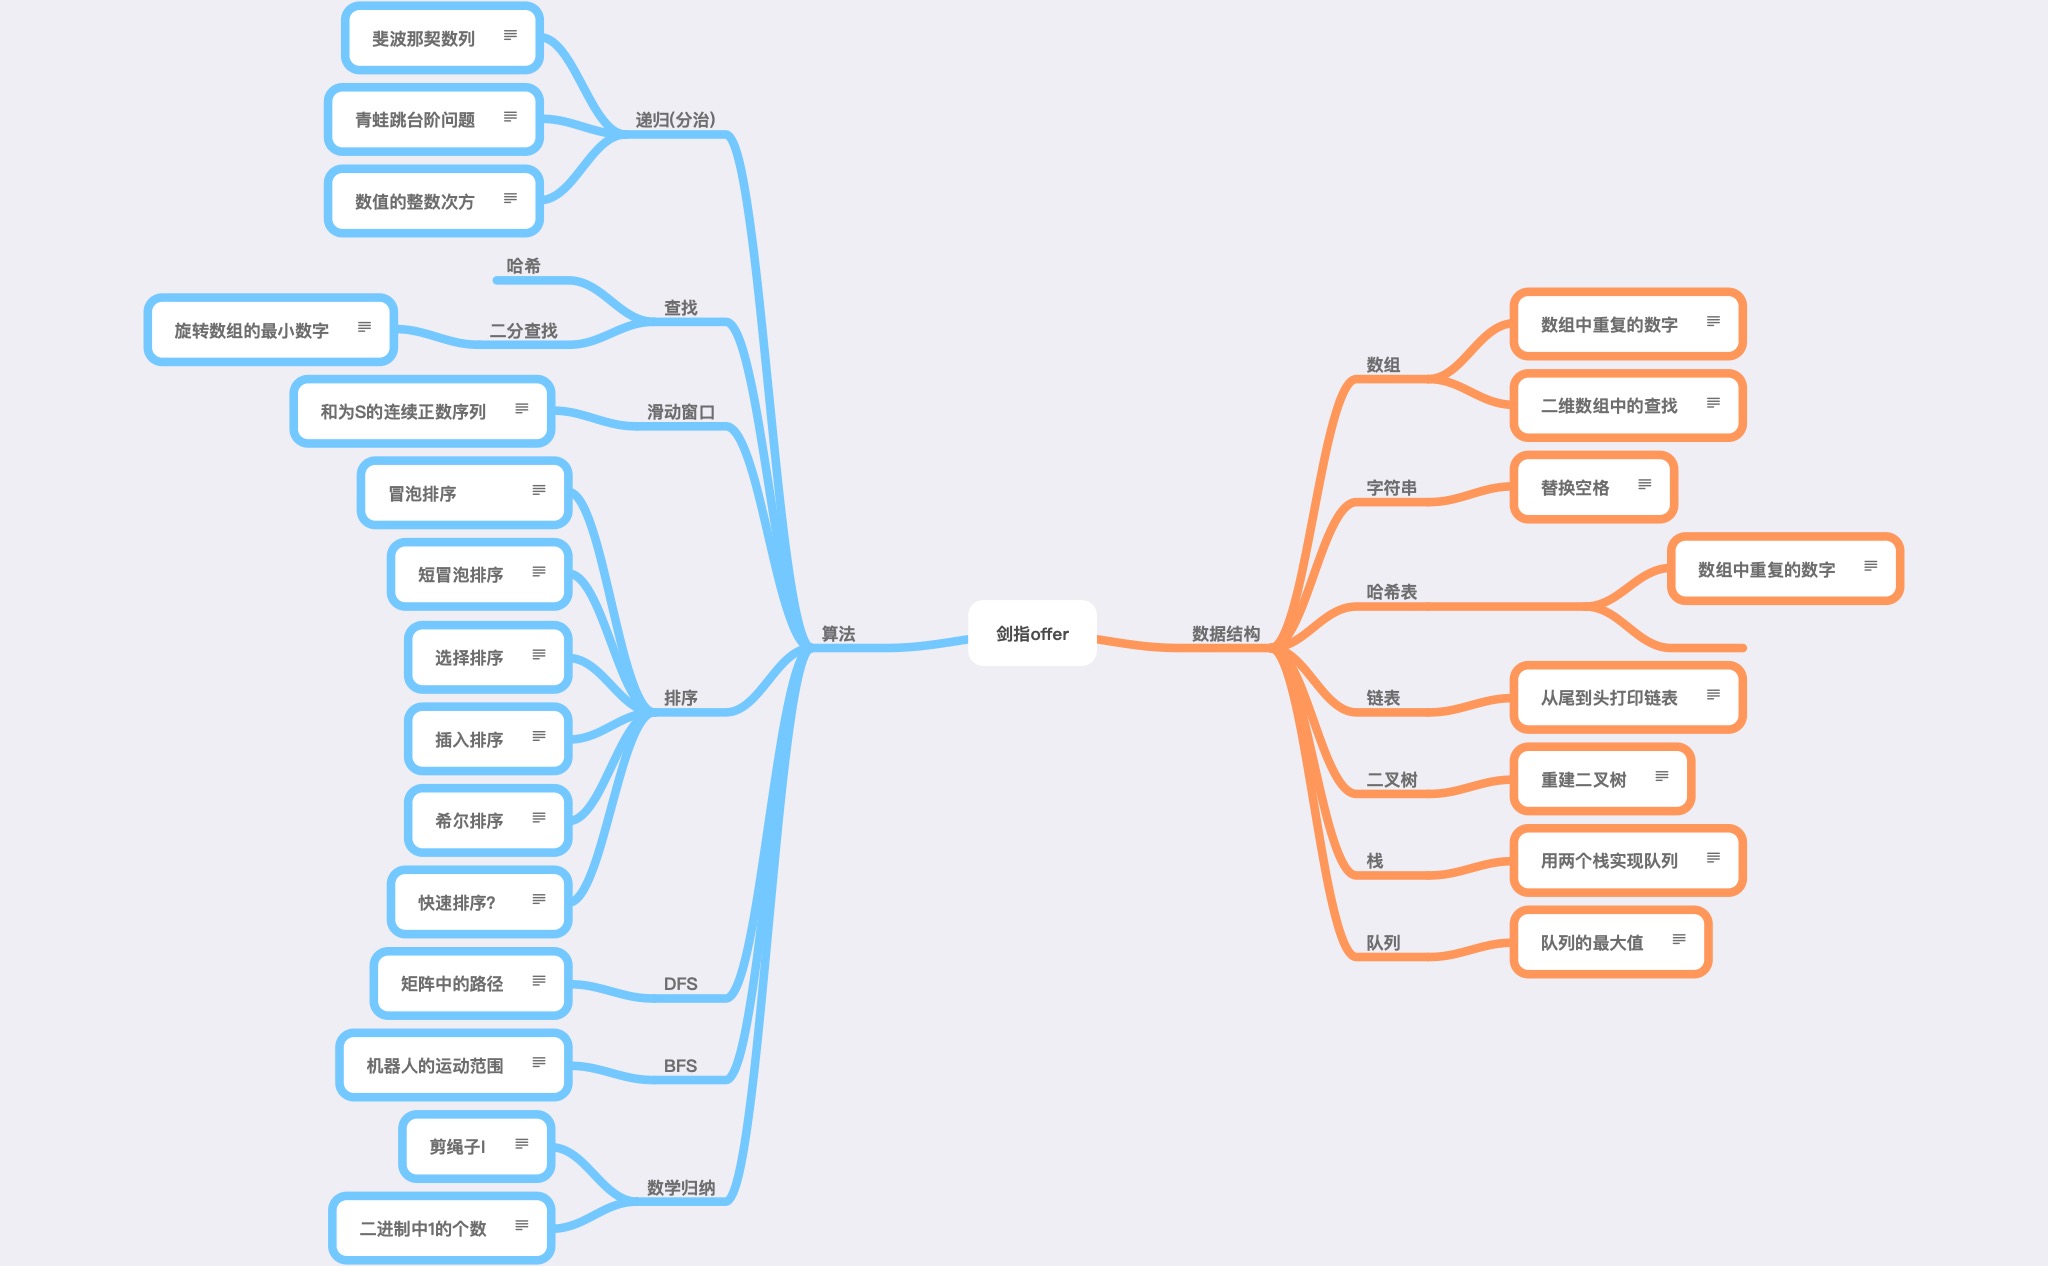 剑指offer
算法
递归(分治)
斐波那契数列
青蛙跳台阶问题
数值的整数次方
查找
哈希
二分查找
旋转数组的最小数字
滑动窗口
和为S的连续正数序列
排序
冒泡排序
短冒泡排序
选择排序
插入排序
希尔排序
快速排序?
DFS
矩阵中的路径
BFS
机器人的运动范围
数学归纳
剪绳子I
二进制中1的个数
数据结构
数组
数组中重复的数字
二维数组中的查找
字符串
替换空格
哈希表
数组中重复的数字
链表
从尾到头打印链表
二叉树
重建二叉树
栈
用两个栈实现队列
队列
队列的最大值